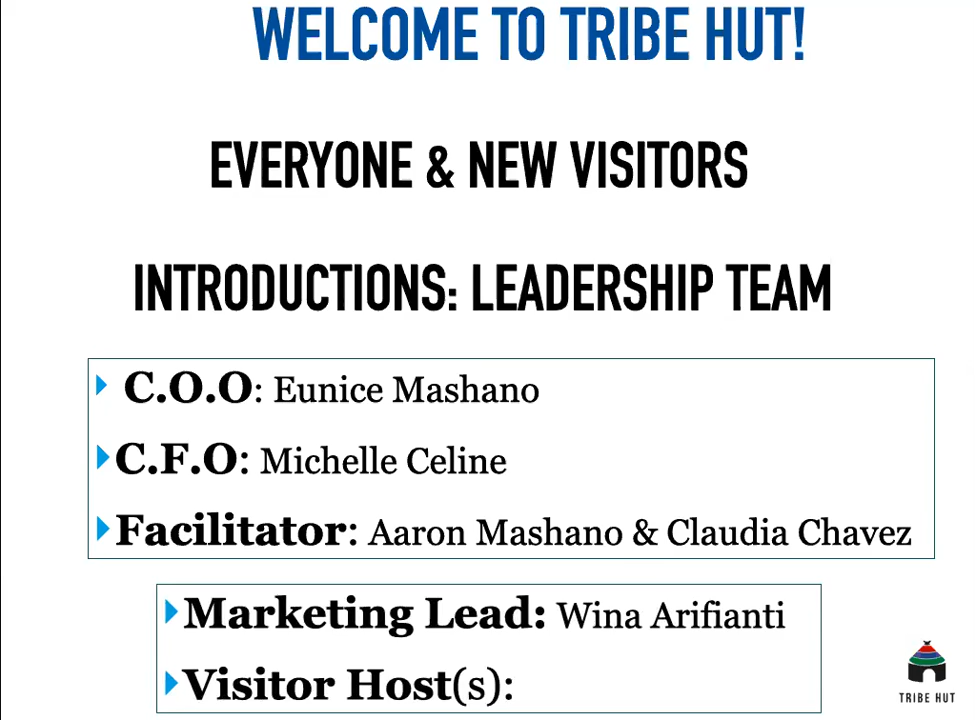 WELCOME TO TRIBE HUT!
EVERYONE & NEW VISITORS
INTRODUCTIONS: LEADERSHIP TEAM
C.O.O: Eunice Mashano
C.F.O: Michelle Celine
Facilitator: Aaron Mashano & Claudia Chavez
Marketing Lead: Wina Arifianti
Visitor Host(s):
TRIBE HUT